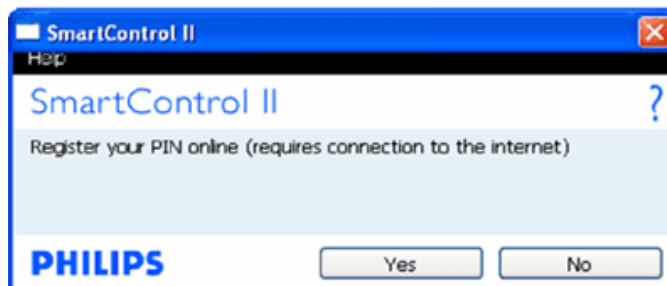 SmartControl II
Help
SmartControl II ?
Register your PIN online (requires connection to the internet)
PHILIPS Yes No